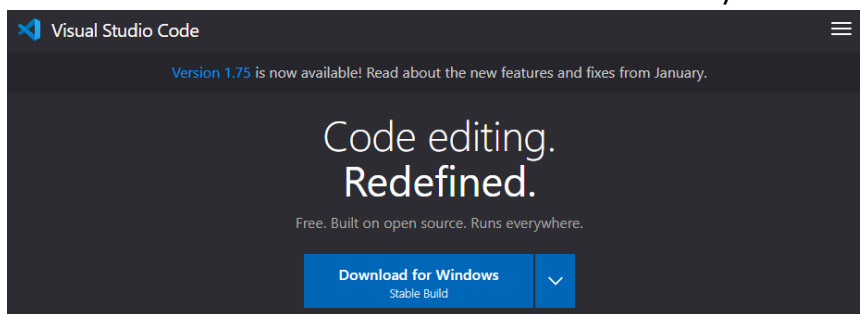 Visual Studio Code
Version 1.75 is now available! Read about the new features and fixes from January.
Code editing.
Redefined.
Free. Built on open source. Runs everywhere.
Download for Windows
Stable Build